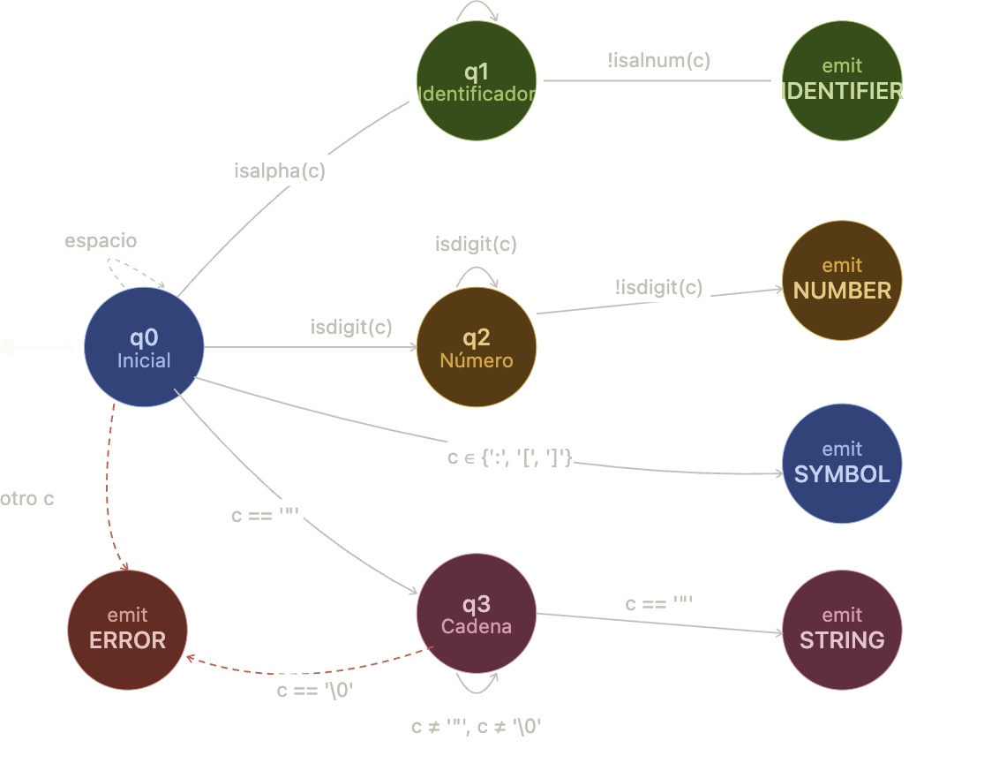 q1
Identificador
!isalnum(c)
emit
IDENTIFIER
isalpha(c)
espacio
isdigit(c)
!isdigit(c)
emit
NUMBER
q0
Inicial
isdigit(c)
q2
Número
c ∈ {':', '[', ']'}
emit
SYMBOL
otro c
c == '"'
emit
ERROR
q3
Cadena
c == '"'
emit
STRING
c == '\0'
c ≠ '"', c ≠ '\0'